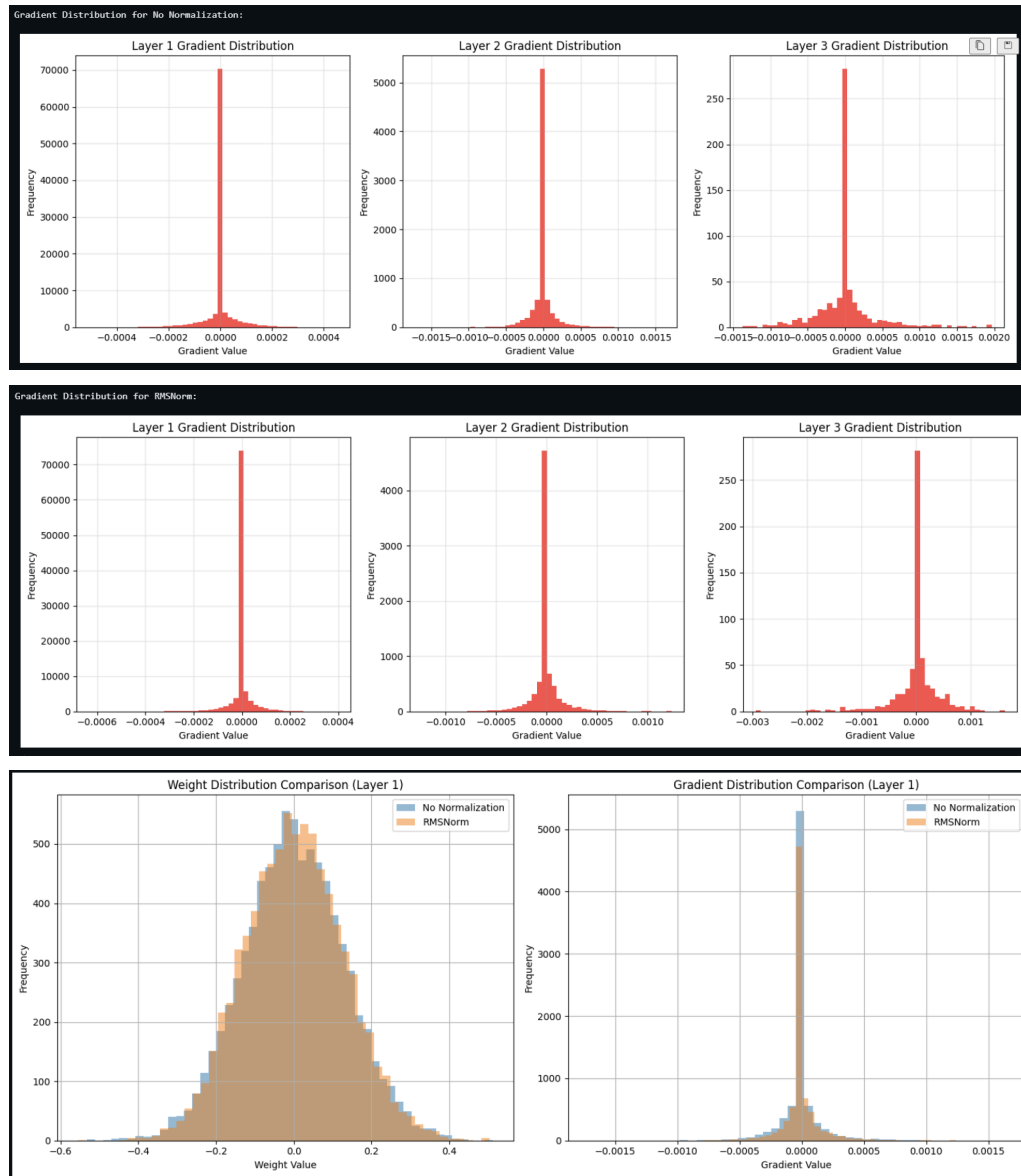 Gradient Distribution for No Normalization:
Layer 1 Gradient Distribution
Layer 2 Gradient Distribution
Layer 3 Gradient Distribution
Frequency
70000
60000
50000
40000
30000
20000
10000
0
−0.0004 −0.0002 0.0000 0.0002 0.0004
Gradient Value
Frequency
5000
4000
3000
2000
1000
0
−0.0015−0.0010−0.0005 0.0000 0.0005 0.0010 0.0015
Gradient Value
Frequency
250
200
150
100
50
0
−0.0015−0.0010−0.0005 0.0000 0.0005 0.0010 0.0015 0.0020
Gradient Value
Gradient Distribution for RMSNorm:
Layer 1 Gradient Distribution
Layer 2 Gradient Distribution
Layer 3 Gradient Distribution
Frequency
70000
60000
50000
40000
30000
20000
10000
0
−0.0006 −0.0004 −0.0002 0.0000 0.0002 0.0004
Gradient Value
Frequency
4000
3000
2000
1000
0
−0.0010 −0.0005 0.0000 0.0005 0.0010
Gradient Value
Frequency
250
200
150
100
50
0
−0.003 −0.002 −0.001 0.000 0.001
Gradient Value
Weight Distribution Comparison (Layer 1)
No Normalization
RMSNorm
Frequency
500
400
300
200
100
0
−0.6 −0.4 −0.2 0.0 0.2 0.4
Weight Value
Gradient Distribution Comparison (Layer 1)
No Normalization
RMSNorm
Frequency
5000
4000
3000
2000
1000
0
−0.0015 −0.0010 −0.0005 0.0000 0.0005 0.0010 0.0015
Gradient Value